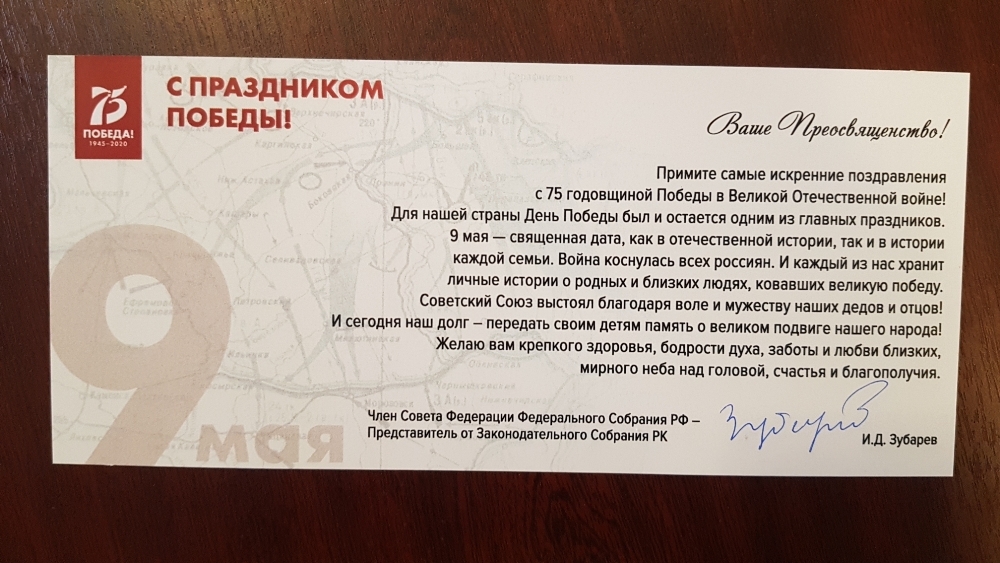 75
ПОБЕДА!
1945–2020
С ПРАЗДНИКОМ
ПОБЕДЫ!
Ваше Преосвященство!
Примите самые искренние поздравления
с 75 годовщиной Победы в Великой Отечественной войне!
Для нашей страны День Победы был и остается одним из главных праздников.
9 мая — священная дата, как в отечественной истории, так и в истории
каждой семьи. Война коснулась всех россиян. И каждый из нас хранит
личные истории о родных и близких людях, ковавших великую победу.
Советский Союз выстоял благодаря воле и мужеству наших дедов и отцов!
И сегодня наш долг – передать своим детям память о великом подвиге нашего народа!
Желаю вам крепкого здоровья, бодрости духа, заботы и любви близких,
мирного неба над головой, счастья и благополучия.
Член Совета Федерации Федерального Собрания РФ –
Представитель от Законодательного Собрания РК
Зубарев
И.Д. Зубарев
9 мая